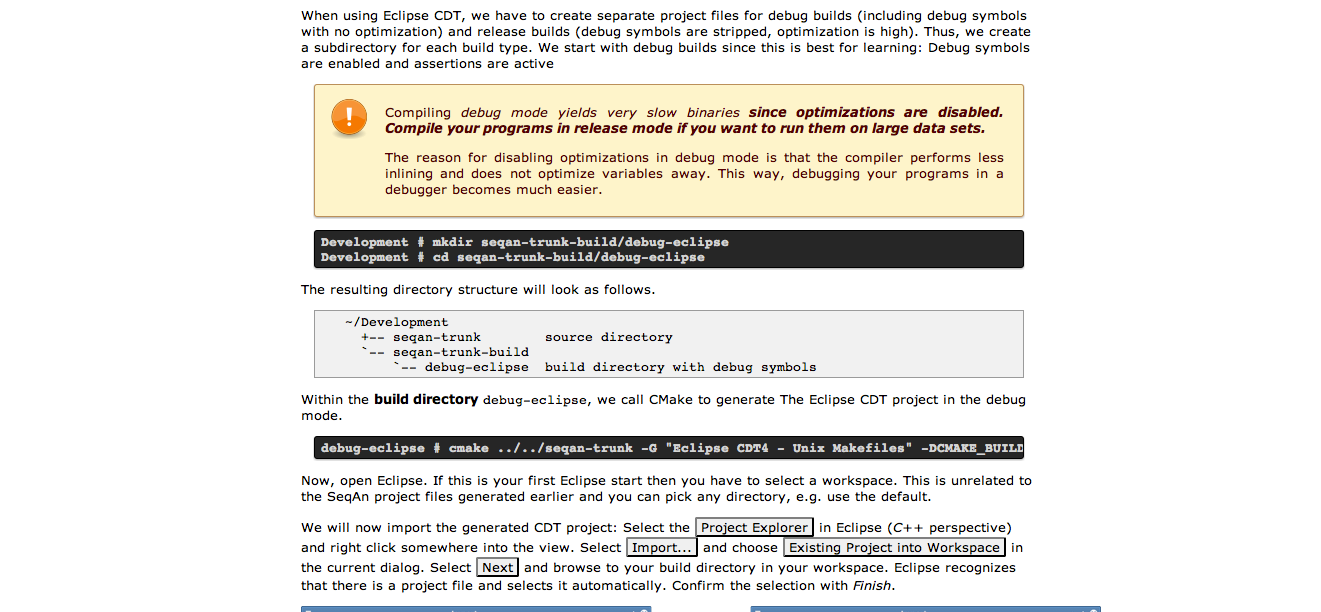 When using Eclipse CDT, we have to create separate project files for debug builds (including debug symbols
with no optimization) and release builds (debug symbols are stripped, optimization is high). Thus, we create
a subdirectory for each build type. We start with debug builds since this is best for learning: Debug symbols
are enabled and assertions are active
Compiling debug mode yields very slow binaries since optimizations are disabled.
Compile your programs in release mode if you want to run them on large data sets.
The reason for disabling optimizations in debug mode is that the compiler performs less
inlining and does not optimize variables away. This way, debugging your programs in a
debugger becomes much easier.
Development # mkdir seqan-trunk-build/debug-eclipse
Development # cd seqan-trunk-build/debug-eclipse
The resulting directory structure will look as follows.
~/Development
+-- seqan-trunk source directory
`-- seqan-trunk-build
`-- debug-eclipse build directory with debug symbols
Within the build directory debug-eclipse, we call CMake to generate The Eclipse CDT project in the debug
mode.
debug-eclipse # cmake ../../seqan-trunk -G "Eclipse CDT4 - Unix Makefiles" -DCMAKE_BUILD
Now, open Eclipse. If this is your first Eclipse start then you have to select a workspace. This is unrelated to
the SeqAn project files generated earlier and you can pick any directory, e.g. use the default.
We will now import the generated CDT project: Select the Project Explorer in Eclipse (C++ perspective)
and right click somewhere into the view. Select Import... and choose Existing Project into Workspace in
the current dialog. Select Next and browse to your build directory in your workspace. Eclipse recognizes
that there is a project file and selects it automatically. Confirm the selection with Finish.